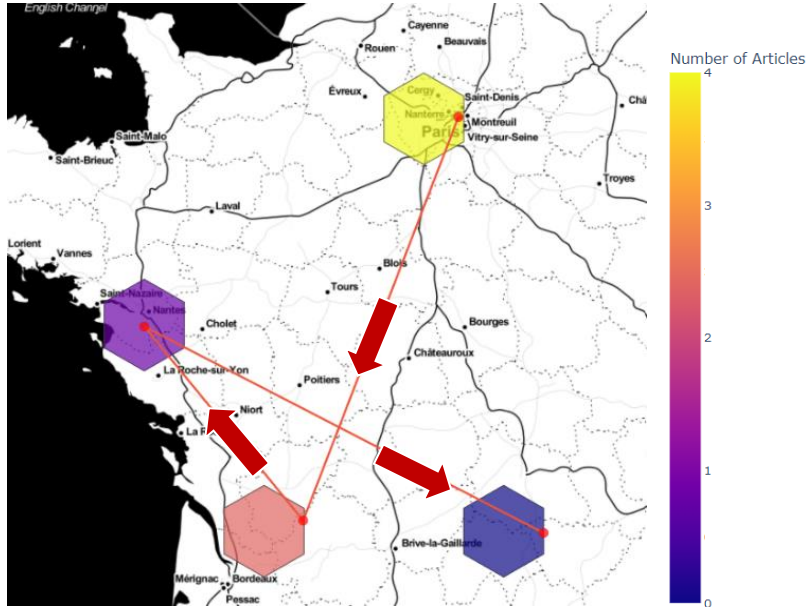 English Channel
Cayenne
Rouen
Beauvais
Number of Articles
4
Évreux
Cergy
Saint-Denis
Nanterre
Montreuil
Paris
Vitry-sur-Seine
Saint-Malo
Saint-Brieuc
Troyes
3
Laval
Lorient
Vannes
Blois
Saint-Nazaire
Tours
Nantes
Cholet
Bourges
2
Châteauroux
La Roche-sur-Yon
Poitiers
Niort
1
Brive-la-Gaillarde
Mérignac
Bordeaux
Pessac
0